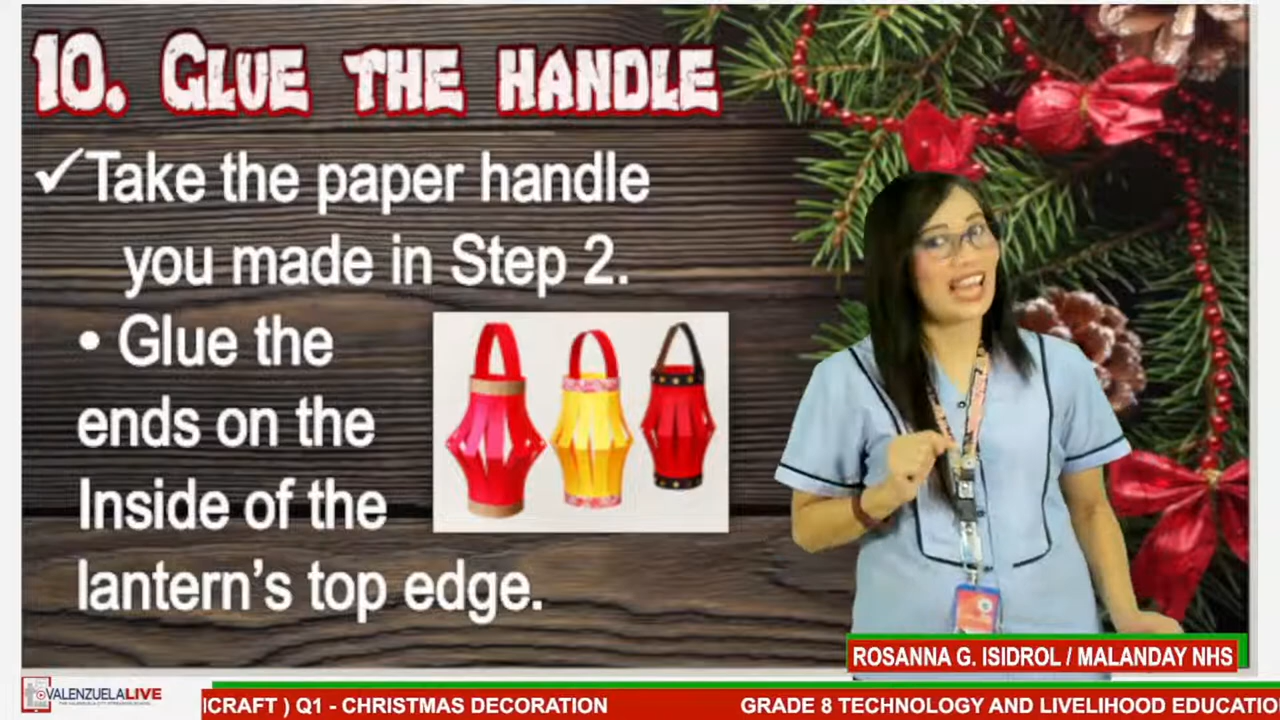 10. GLUE THE HANDLE
✓Take the paper handle
you made in Step 2.
• Glue the
ends on the
Inside of the
lantern's top edge.
ROSANNA G. ISIDROL / MALANDAY NHS
VALENZUELALIVE
ICRAFT ) Q1 - CHRISTMAS DECORATION GRADE 8 TECHNOLOGY AND LIVELIHOOD EDUCATIO